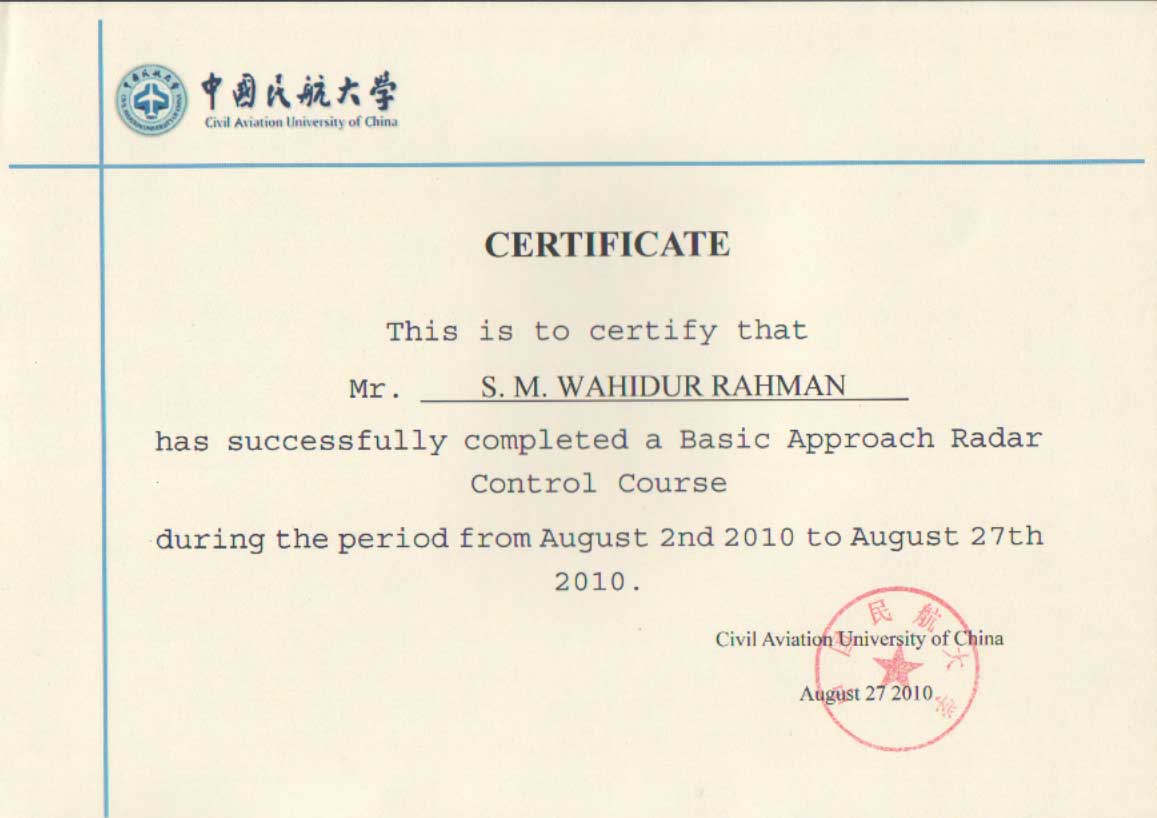 中国民航大学
Civil Aviation University of China
CERTIFICATE
This is to certify that
Mr. S. M. WAHIDUR RAHMAN
has successfully completed a Basic Approach Radar
Control Course
during the period from August 2nd 2010 to August 27th
2010.
Civil Aviation University of China
August 27 2010
中国民航大学